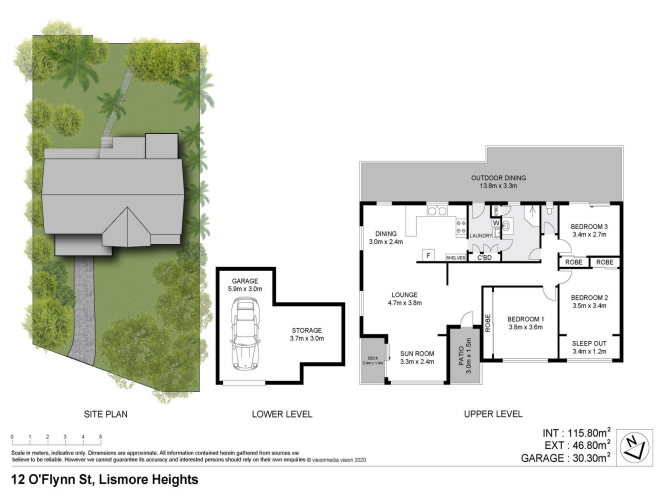 OUTDOOR DINING
13.8m x 3.3m
DINING
3.0m x 2.4m
F
SHELVES
LAUNDRY
W
C'BD
BEDROOM 3
3.4m x 2.7m
ROBE
ROBE
LOUNGE
4.7m x 3.8m
ROBE
BEDROOM 1
3.8m x 3.6m
BEDROOM 2
3.5m x 3.4m
SLEEP OUT
3.4m x 1.2m
DECK
SUN ROOM
3.3m x 2.4m
PATIO
3.0m x 1.5m
GARAGE
5.9m x 3.0m
STORAGE
3.7m x 3.0m
SITE PLAN
LOWER LEVEL
UPPER LEVEL
0 1 2 3 4 5
Scale in meters, indicative only. Dimensions are approximate. All information contained herein gathered from sources we
believe to be reliable. However we cannot guarantee its accuracy and interested persons should rely on their own enquiries © visionmedia.vision 2020.
INT : 115.80m²
EXT : 46.80m²
GARAGE : 30.30m²
N
12 O'Flynn St, Lismore Heights